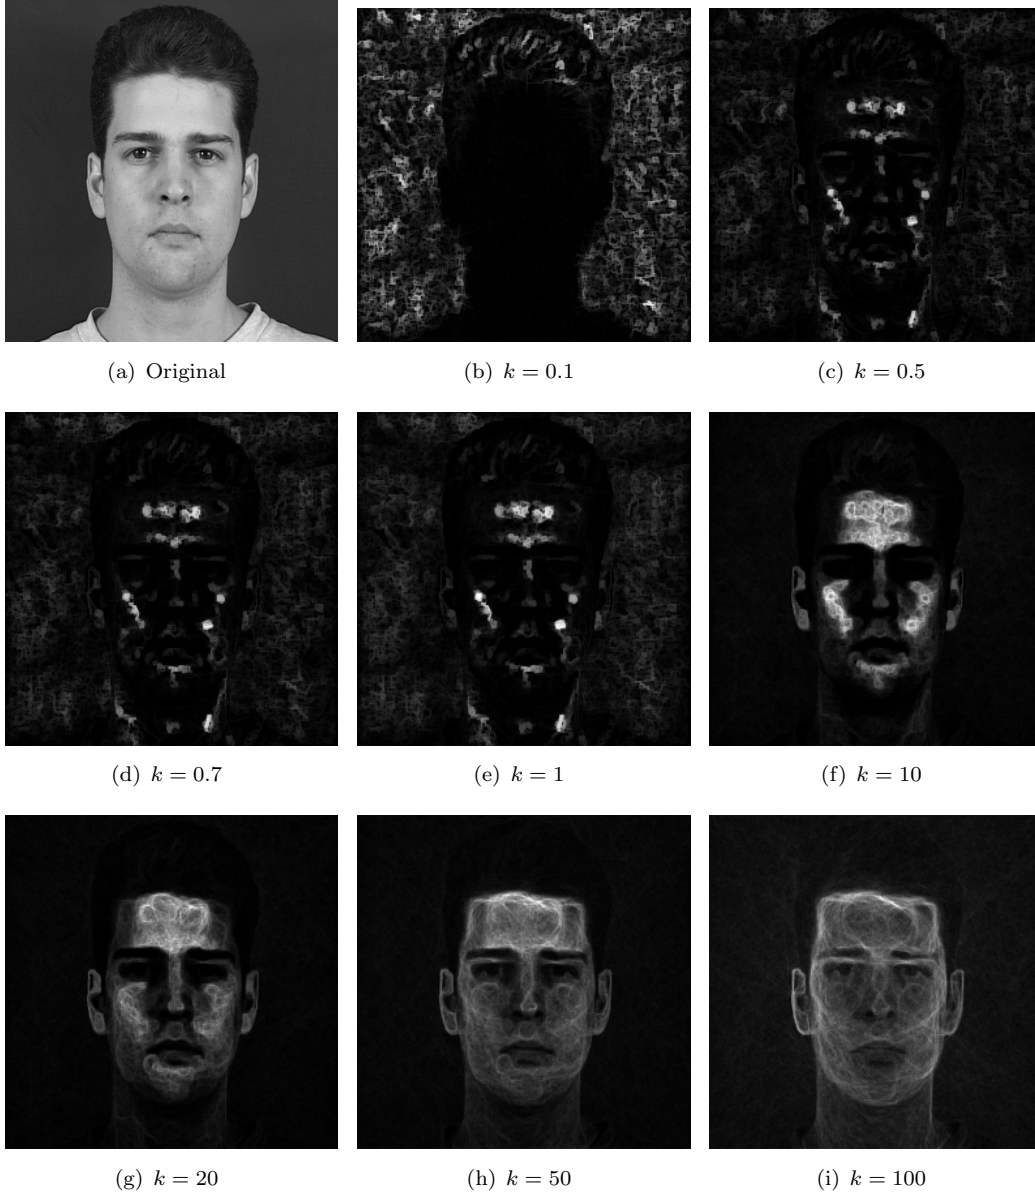 (a) Original
(b) k = 0.1
(c) k = 0.5
(d) k = 0.7
(e) k = 1
(f) k = 10
(g) k = 20
(h) k = 50
(i) k = 100